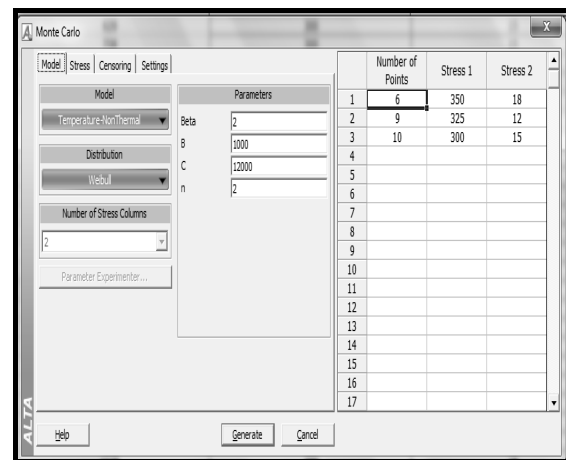 Monte Carlo
X
Model Stress Censoring Settings
Model
Temperature-NonThermal
Distribution
Weibull
Number of Stress Columns
2
Parameter Experimenter...
Parameters
Beta 2
B 1000
C 12000
n 2
Number of Points Stress 1 Stress 2
1 6 350 18
2 9 325 12
3 10 300 15
4
5
6
7
8
9
10
11
12
13
14
15
16
17
ALTA
Help Generate Cancel